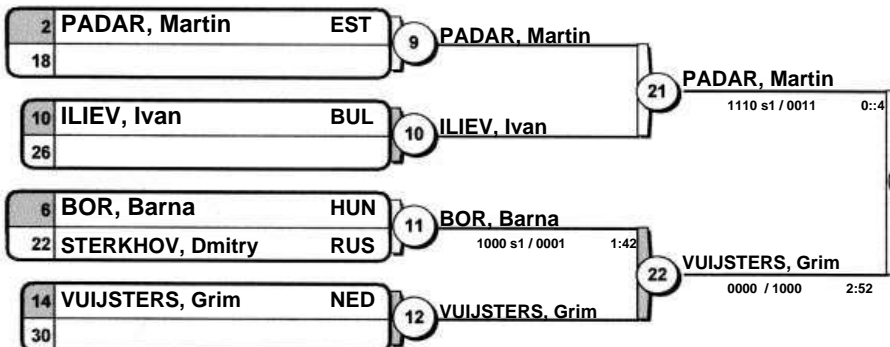 2 PADAR, Martin EST
18
9 PADAR, Martin
10 ILIEV, Ivan BUL
26
10 ILIEV, Ivan
21 PADAR, Martin
1110 s1 / 0011 0::4
6 BOR, Barna HUN
22 STERKHOV, Dmitry RUS
11 BOR, Barna
1000 s1 / 0001 1:42
14 VUIJSTERS, Grim NED
30
12 VUIJSTERS, Grim
22 VUIJSTERS, Grim
0000 / 1000 2:52